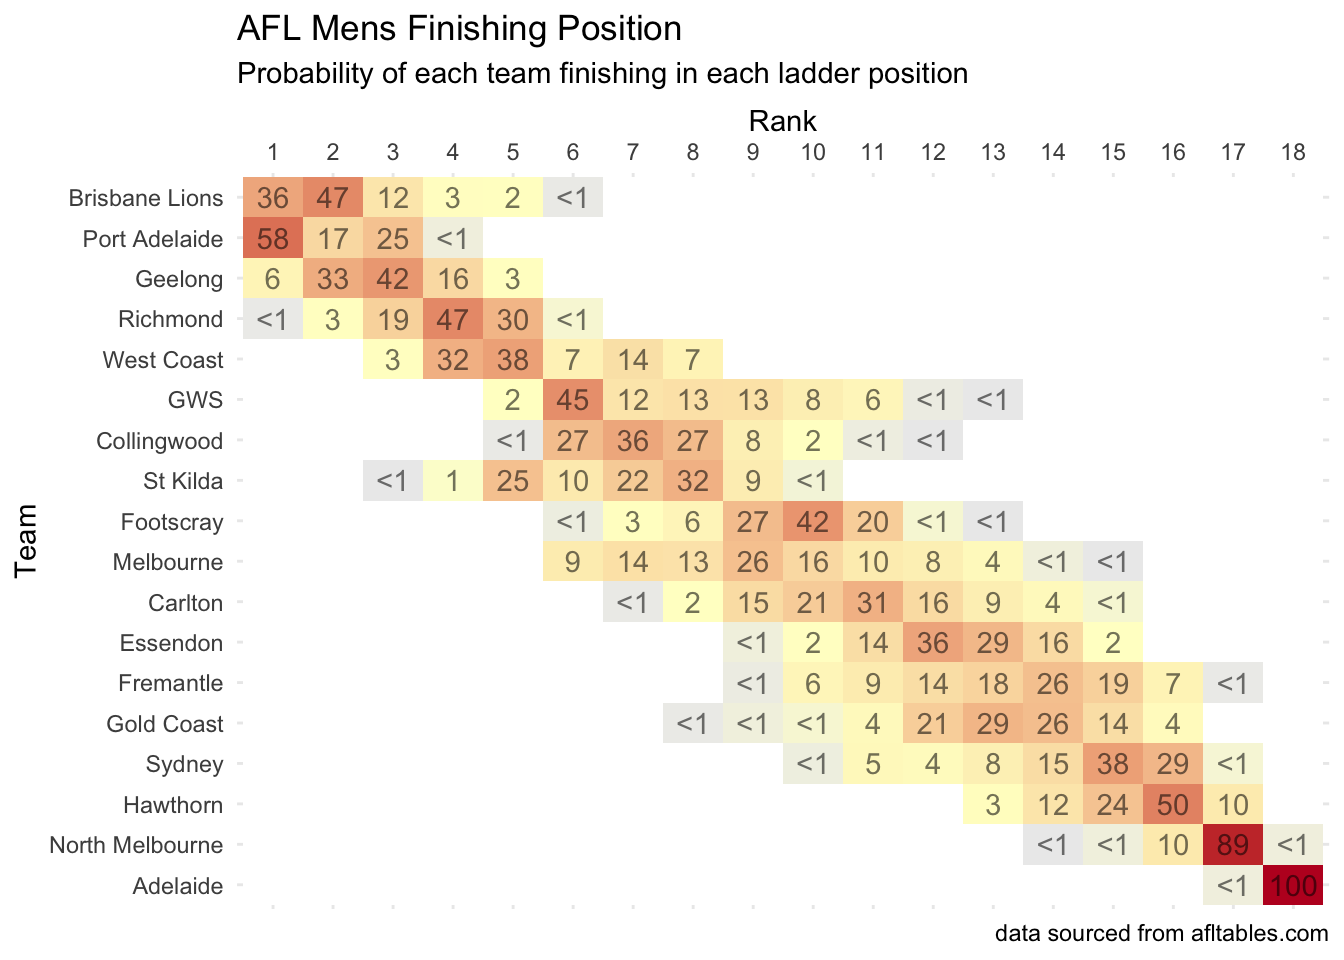 AFL Mens Finishing Position
Probability of each team finishing in each ladder position
Rank
1 2 3 4 5 6 7 8 9 10 11 12 13 14 15 16 17 18
Team
Brisbane Lions 36 47 12 3 2 <1
Port Adelaide 58 17 25 <1
Geelong 6 33 42 16 3
Richmond <1 3 19 47 30 <1
West Coast 3 32 38 7 14 7
GWS 2 45 12 13 13 8 6 <1 <1
Collingwood <1 27 36 27 8 2 <1 <1
St Kilda <1 1 25 10 22 32 9 <1
Footscray <1 3 6 27 42 20 <1 <1
Melbourne 9 14 13 26 16 10 8 4 <1 <1
Carlton <1 2 15 21 31 16 9 4 <1
Essendon <1 2 14 36 29 16 2
Fremantle <1 6 9 14 18 26 19 7 <1
Gold Coast <1 <1 <1 4 21 29 26 14 4
Sydney <1 5 4 8 15 38 29 <1
Hawthorn 3 12 24 50 10
North Melbourne <1 <1 10 89 <1
Adelaide <1 100
data sourced from afltables.com